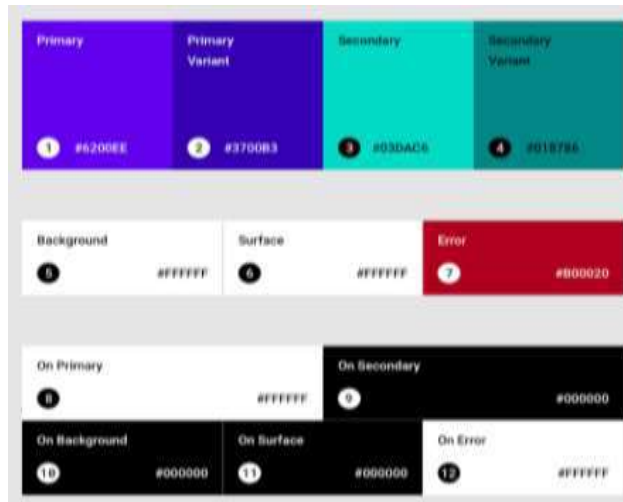 Primary
Primary
Variant
Secondary
Secondary
Variant
1 #6200EE
2 #3700B3
3 #03DAC6
4 #018786
Background
Surface
Error
5 #FFFFFF
6 #FFFFFF
7 #B00020
On Primary
On Secondary
8 #FFFFFF
9 #000000
On Background
On Surface
On Error
10 #000000
11 #000000
12 #FFFFFF